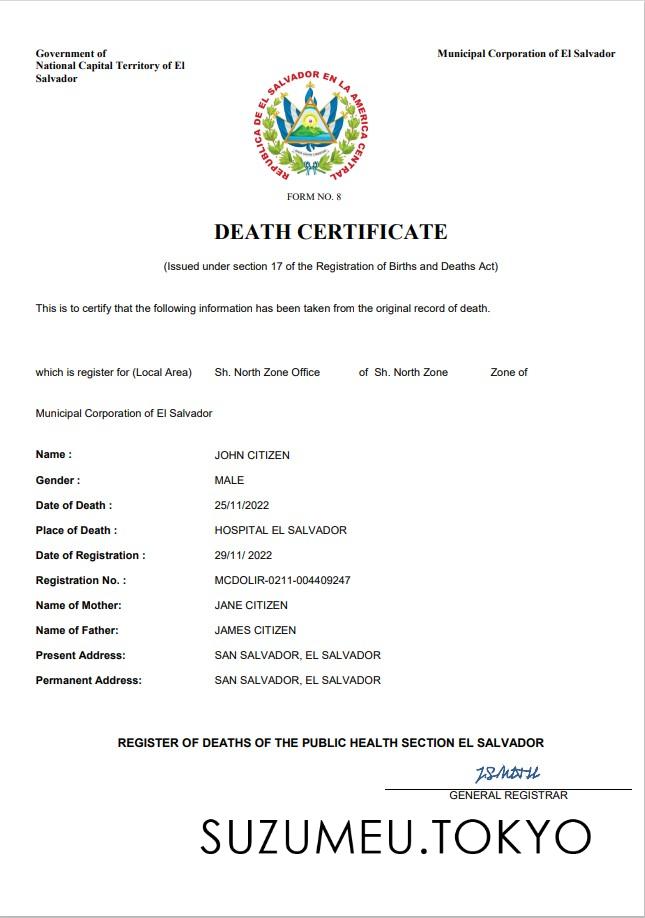 Government of
National Capital Territory of El
Salvador
Municipal Corporation of El Salvador
REPUBLICA DE EL SALVADOR EN LA AMERICA CENTRAL
FORM NO. 8
DEATH CERTIFICATE
(Issued under section 17 of the Registration of Births and Deaths Act)
This is to certify that the following information has been taken from the original record of death.
which is register for (Local Area) Sh. North Zone Office of Sh. North Zone Zone of
Municipal Corporation of El Salvador
Name : JOHN CITIZEN
Gender : MALE
Date of Death : 25/11/2022
Place of Death : HOSPITAL EL SALVADOR
Date of Registration : 29/11/ 2022
Registration No. : MCDOLIR-0211-004409247
Name of Mother: JANE CITIZEN
Name of Father: JAMES CITIZEN
Present Address: SAN SALVADOR, EL SALVADOR
Permanent Address: SAN SALVADOR, EL SALVADOR
REGISTER OF DEATHS OF THE PUBLIC HEALTH SECTION EL SALVADOR
GENERAL REGISTRAR
SUZUMEU.TOKYO